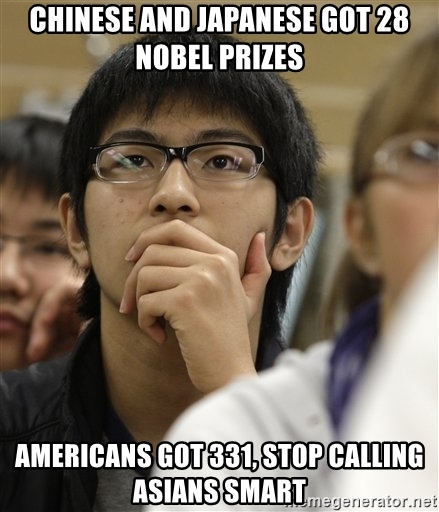 CHINESE AND JAPANESE GOT 28
NOBEL PRIZES
AMERICANS GOT 331, STOP CALLING
ASIANS SMART
memegenerator.net